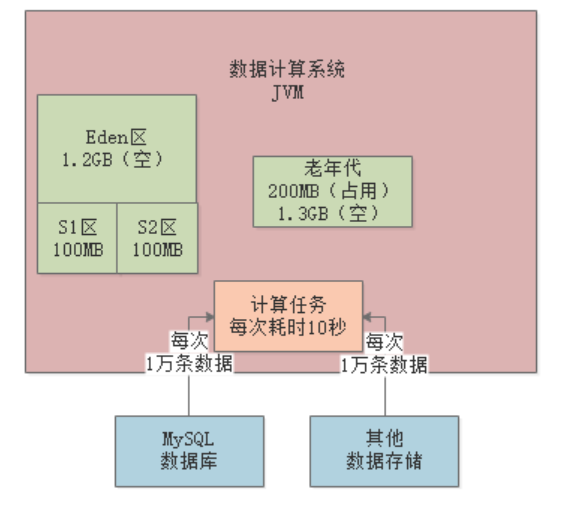 数据计算系统
JVM
Eden区
1.2GB（空）
S1区
100MB
S2区
100MB
老年代
200MB（占用）
1.3GB（空）
计算任务
每次耗时10秒
每次
1万条数据
每次
1万条数据
MySQL
数据库
其他
数据存储